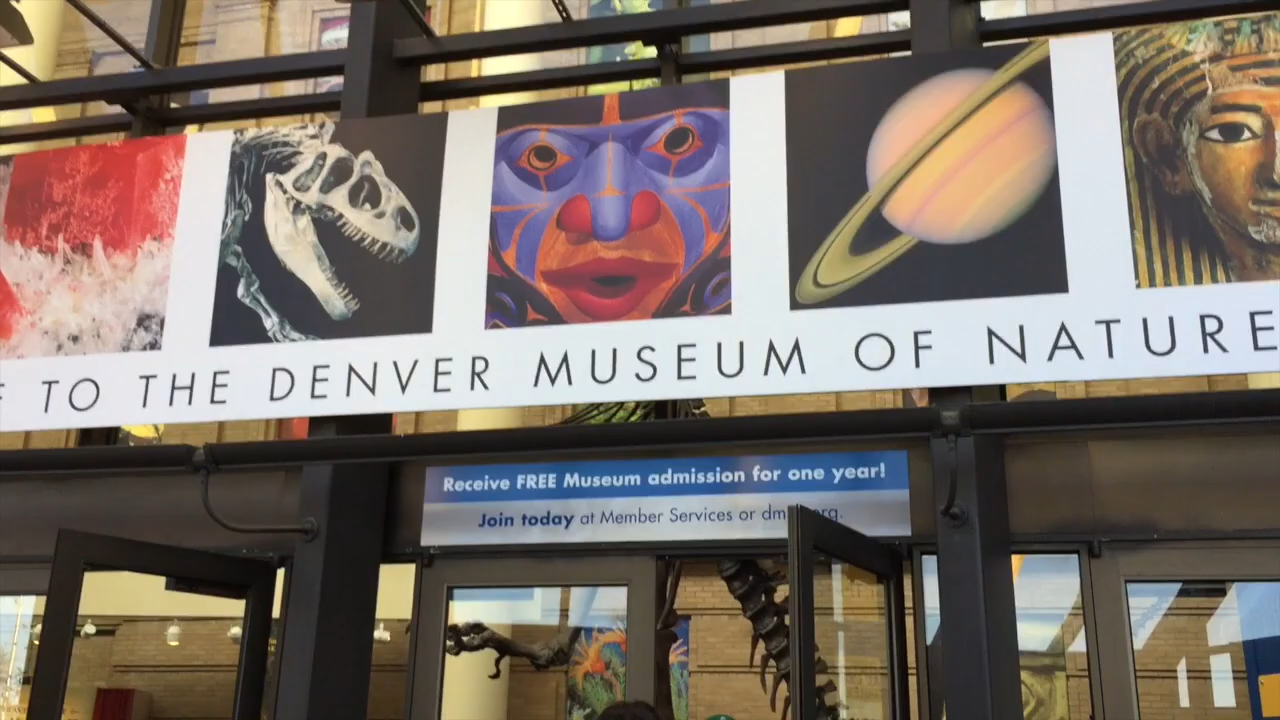 TO THE DENVER MUSEUM OF NATURE
Receive FREE Museum admission for one year!
Join today at Member Services or